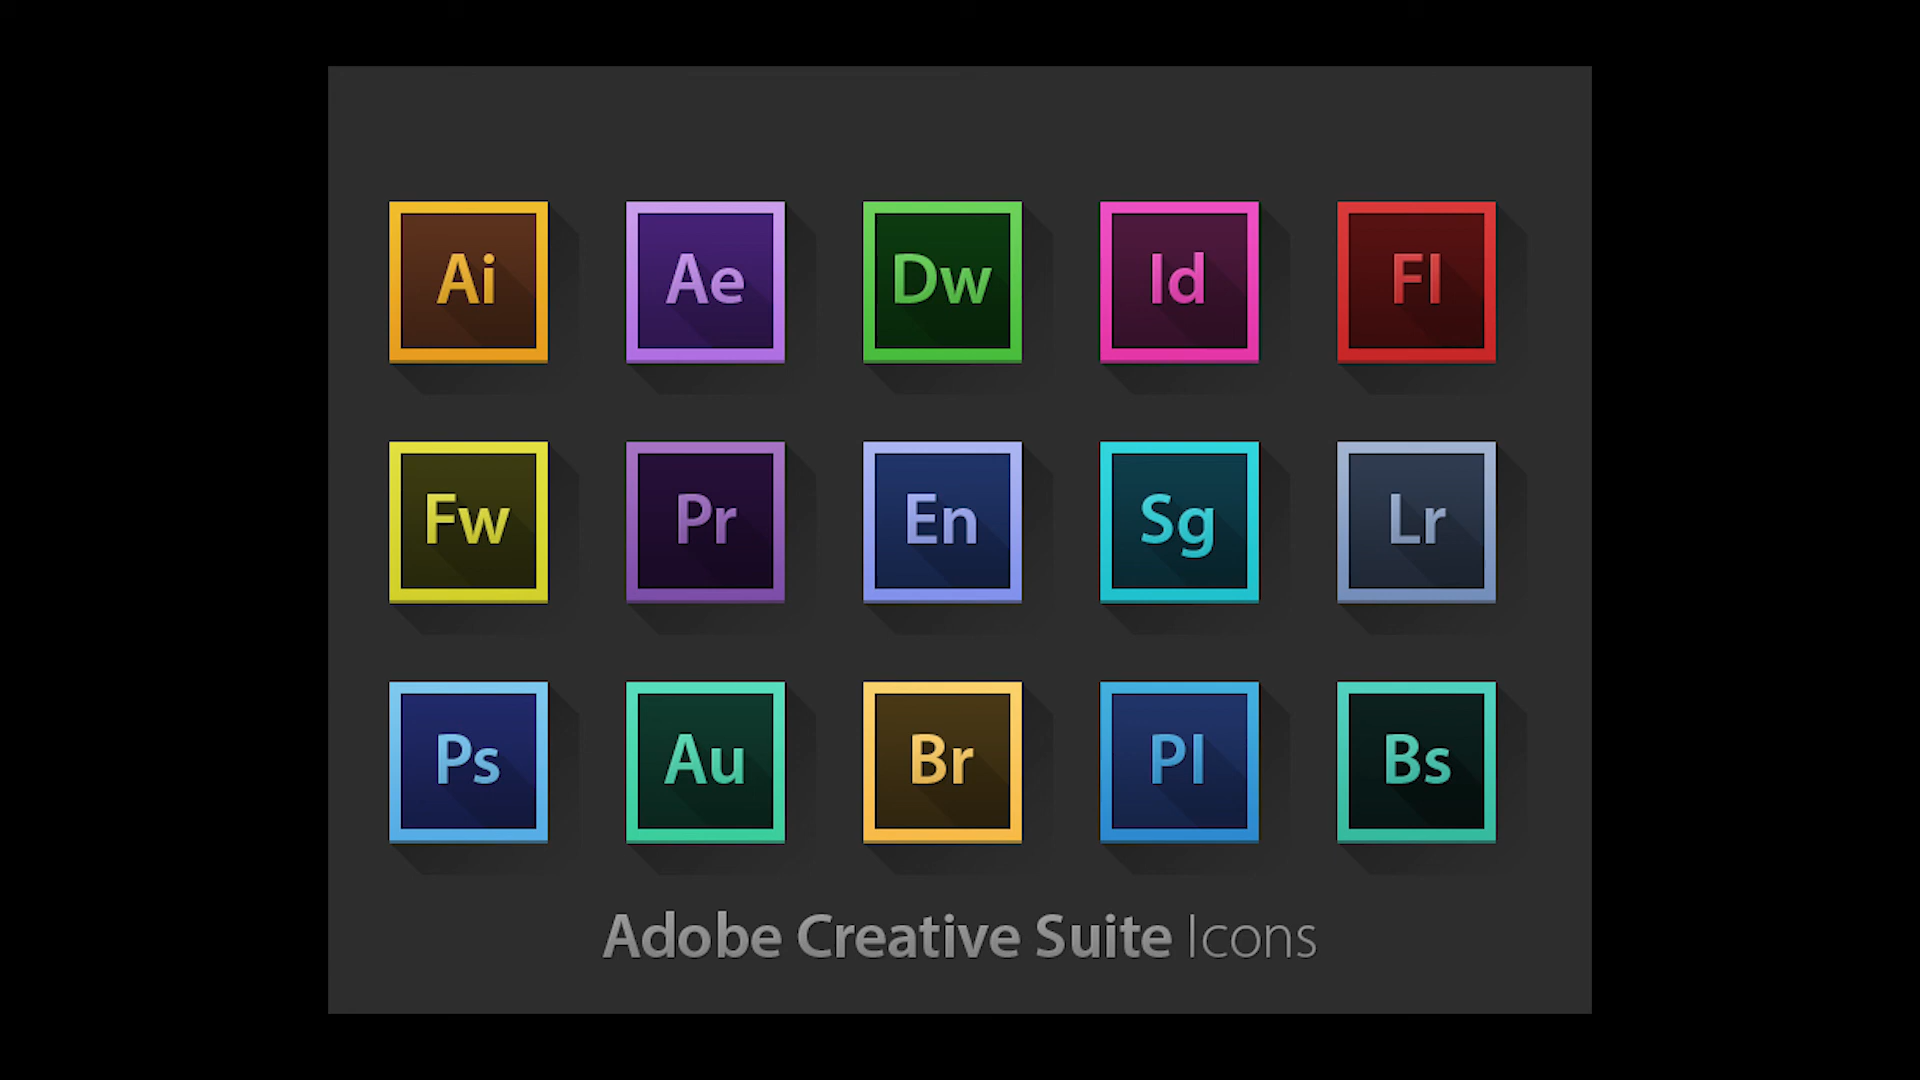 Ai Ae Dw Id Fl
Fw Pr En Sg Lr
Ps Au Br Pl Bs
Adobe Creative Suite Icons